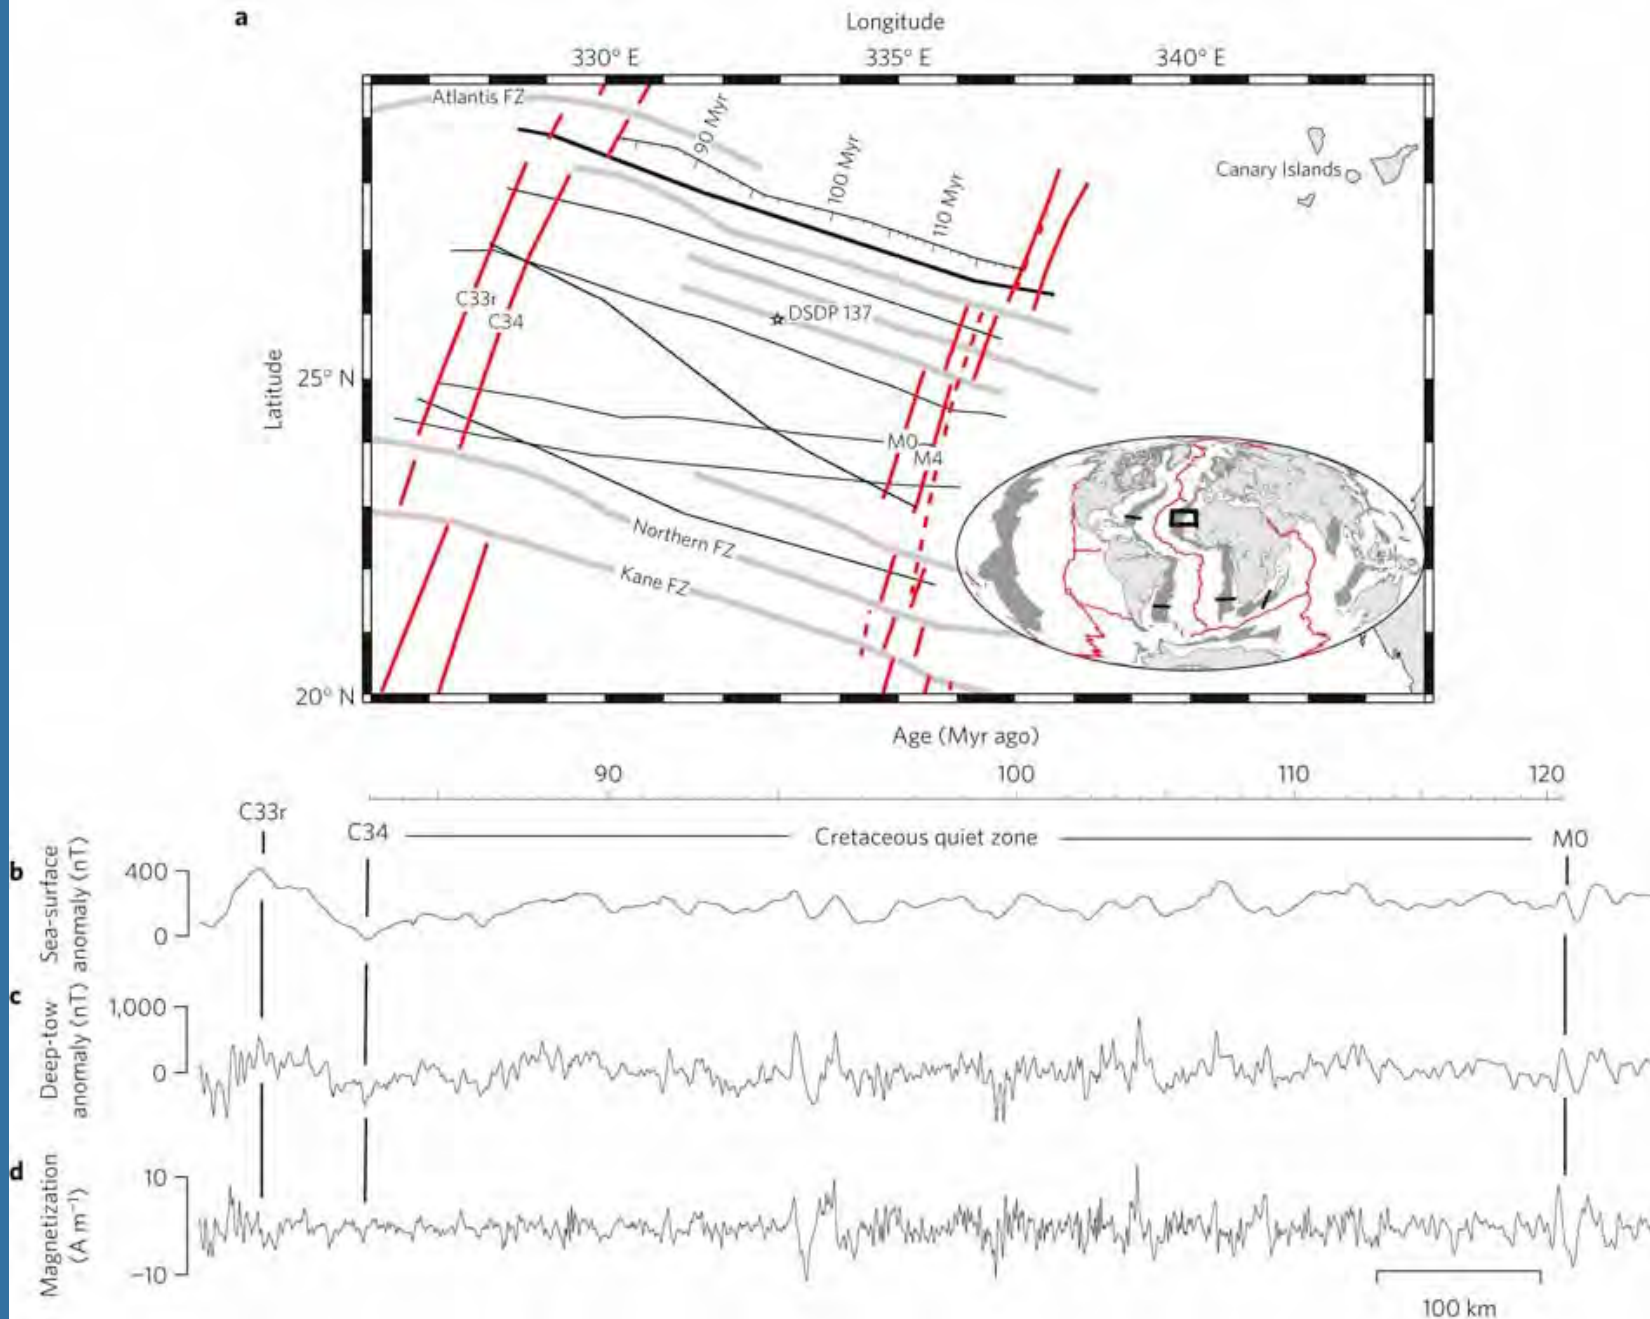 a
Longitude
330° E 335° E 340° E
Atlantis FZ
90 Myr
100 Myr
110 Myr
Canary Islands
C33r
C34
DSDP 137
Latitude
25° N
M0
M4
Northern FZ
Kane FZ
20° N
Age (Myr ago)
90 100 110 120
C33r
C34 Cretaceous quiet zone M0
b
Sea-surface
anomaly (nT)
400
0
c
Deep-tow
anomaly (nT)
1,000
0
d
Magnetization
(A m⁻¹)
10
−10
100 km